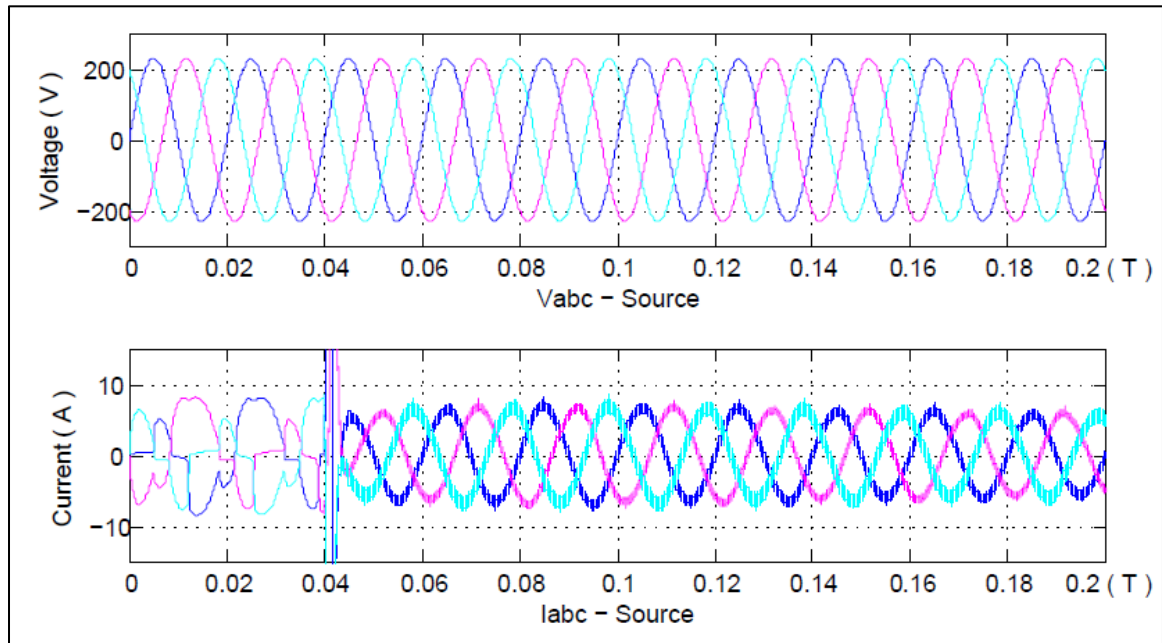 Voltage ( V )
200
0
−200
0 0.02 0.04 0.06 0.08 0.1 0.12 0.14 0.16 0.18 0.2 ( T )
Vabc − Source
Current ( A )
10
0
−10
0 0.02 0.04 0.06 0.08 0.1 0.12 0.14 0.16 0.18 0.2 ( T )
Iabc − Source